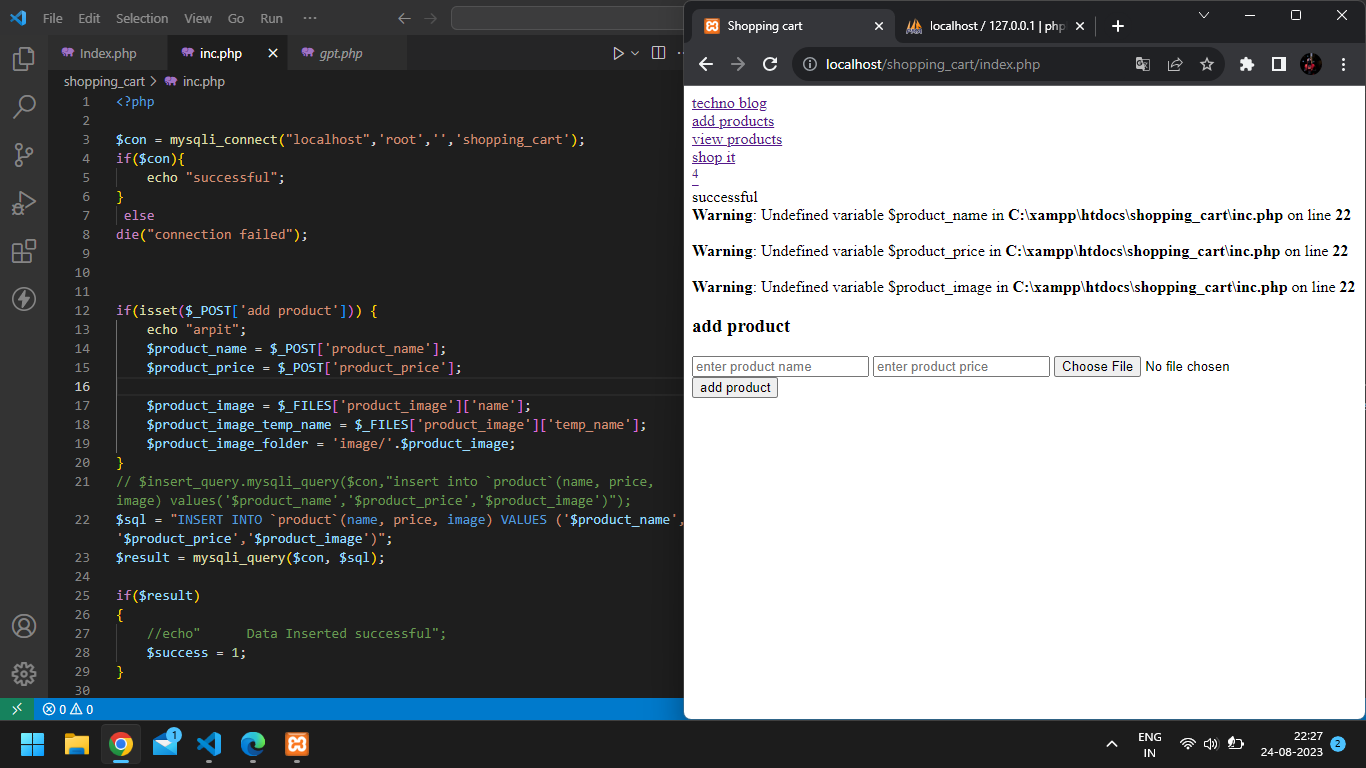 File Edit Selection View Go Run ···
Index.php
inc.php
gpt.php
shopping_cart > inc.php
1 <?php
2
3 $con = mysqli_connect("localhost",'root','','shopping_cart');
4 if($con){
5 echo "successful";
6 }
7 else
8 die("connection failed");
9
10
11
12 if(isset($_POST['add product'])) {
13 echo "arpit";
14 $product_name = $_POST['product_name'];
15 $product_price = $_POST['product_price'];
16
17 $product_image = $_FILES['product_image']['name'];
18 $product_image_temp_name = $_FILES['product_image']['temp_name'];
19 $product_image_folder = 'image/'.$product_image;
20 }
21 // $insert_query.mysqli_query($con,"insert into `product`(name, price,
image) values('$product_name','$product_price','$product_image')");
22 $sql = "INSERT INTO `product`(name, price, image) VALUES ('$product_name',
'$product_price','$product_image')";
23 $result = mysqli_query($con, $sql);
24
25 if($result)
26 {
27 //echo" Data Inserted successful";
28 $success = 1;
29 }
30
0 0
Shopping cart
localhost / 127.0.0.1 | php
localhost/shopping_cart/index.php
techno blog
add products
view products
shop it
4
successful
Warning: Undefined variable $product_name in C:\xampp\htdocs\shopping_cart\inc.php on line 22
Warning: Undefined variable $product_price in C:\xampp\htdocs\shopping_cart\inc.php on line 22
Warning: Undefined variable $product_image in C:\xampp\htdocs\shopping_cart\inc.php on line 22
add product
enter product name enter product price Choose File No file chosen
add product
1
ENG
IN
22:27
24-08-2023
2